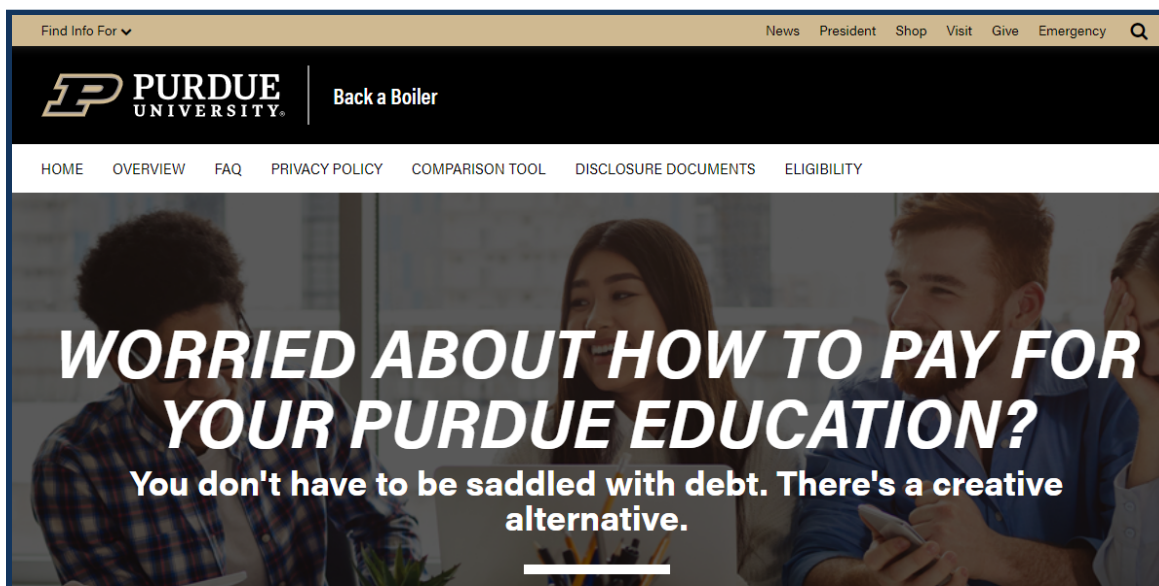 Find Info For
News President Shop Visit Give Emergency
PURDUE
UNIVERSITY®
Back a Boiler
HOME OVERVIEW FAQ PRIVACY POLICY COMPARISON TOOL DISCLOSURE DOCUMENTS ELIGIBILITY
WORRIED ABOUT HOW TO PAY FOR
YOUR PURDUE EDUCATION?
You don't have to be saddled with debt. There's a creative
alternative.